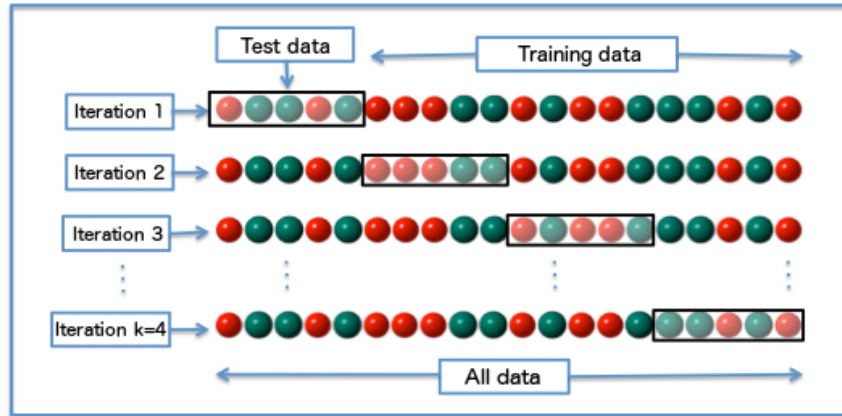 Test data
Training data
Iteration 1
Iteration 2
Iteration 3
Iteration k=4
All data